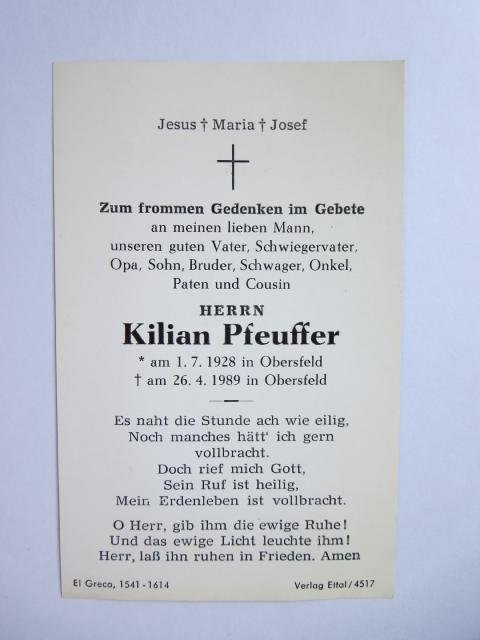 Jesus † Maria † Josef
Zum frommen Gedenken im Gebete
an meinen lieben Mann,
unseren guten Vater, Schwiegervater,
Opa, Sohn, Bruder, Schwager, Onkel,
Paten und Cousin
HERRN
Kilian Pfeuffer
* am 1. 7. 1928 in Obersfeld
† am 26. 4. 1989 in Obersfeld
Es naht die Stunde ach wie eilig,
Noch manches hätt' ich gern
vollbracht.
Doch rief mich Gott,
Sein Ruf ist heilig,
Mein Erdenleben ist vollbracht.
O Herr, gib ihm die ewige Ruhe!
Und das ewige Licht leuchte ihm!
Herr, laß ihn ruhen in Frieden. Amen
El Greco, 1541 - 1614
Verlag Ettal / 4517